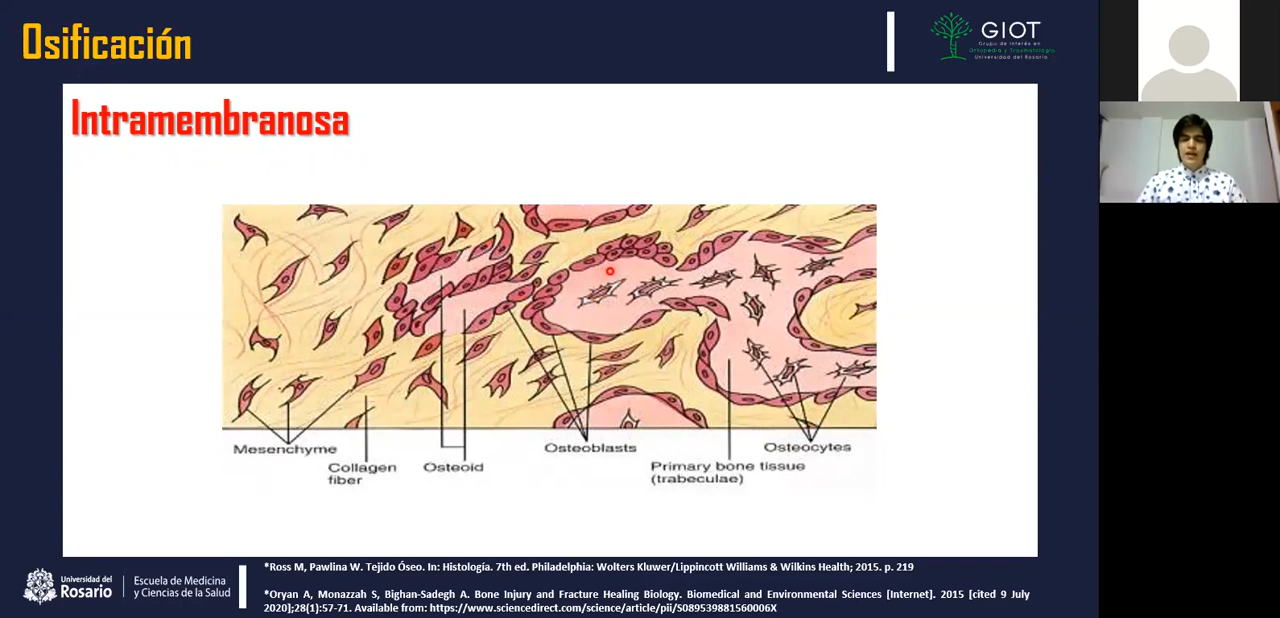 Osificación
GIOT
Grupo de Interés en
Ortopedia y Traumatología
Universidad del Rosario
Intramembranosa
Mesenchyme
Collagen
fiber
Osteoid
Osteoblasts
Primary bone tissue
(trabeculae)
Osteocytes
Universidad del
Rosario
Escuela de Medicina
y Ciencias de la Salud
*Ross M, Pawlina W. Tejido Óseo. In: Histología. 7th ed. Philadelphia: Wolters Kluwer/Lippincott Williams & Wilkins Health; 2015. p. 219
*Oryan A, Monazzah S, Bighan-Sadegh A. Bone Injury and Fracture Healing Biology. Biomedical and Environmental Sciences [Internet]. 2015 [cited 9 July
2020];28(1):57-71. Available from: https://www.sciencedirect.com/science/article/pii/S089539881560006X